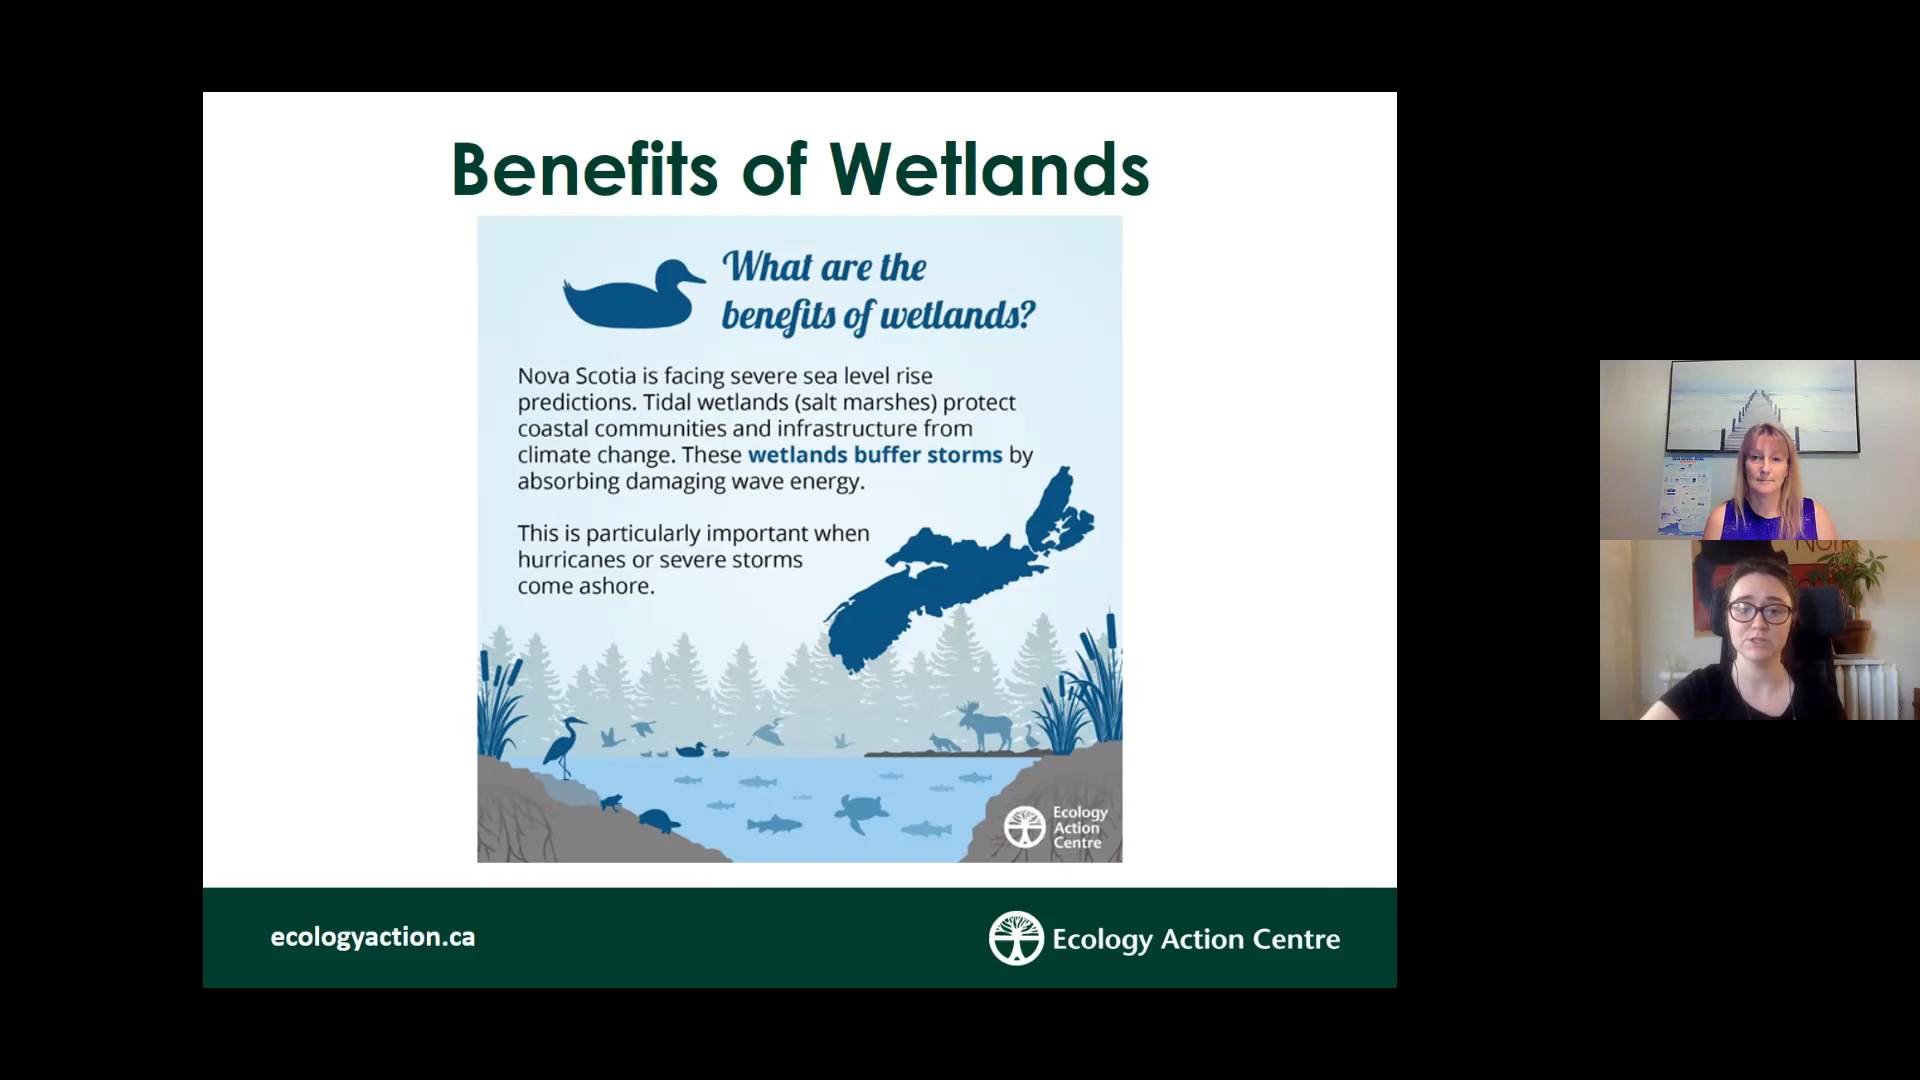 Benefits of Wetlands
What are the
benefits of wetlands?
Nova Scotia is facing severe sea level rise
predictions. Tidal wetlands (salt marshes) protect
coastal communities and infrastructure from
climate change. These wetlands buffer storms by
absorbing damaging wave energy.
This is particularly important when
hurricanes or severe storms
come ashore.
Ecology
Action
Centre
ecologyaction.ca
Ecology Action Centre
SEA LEVEL RISE